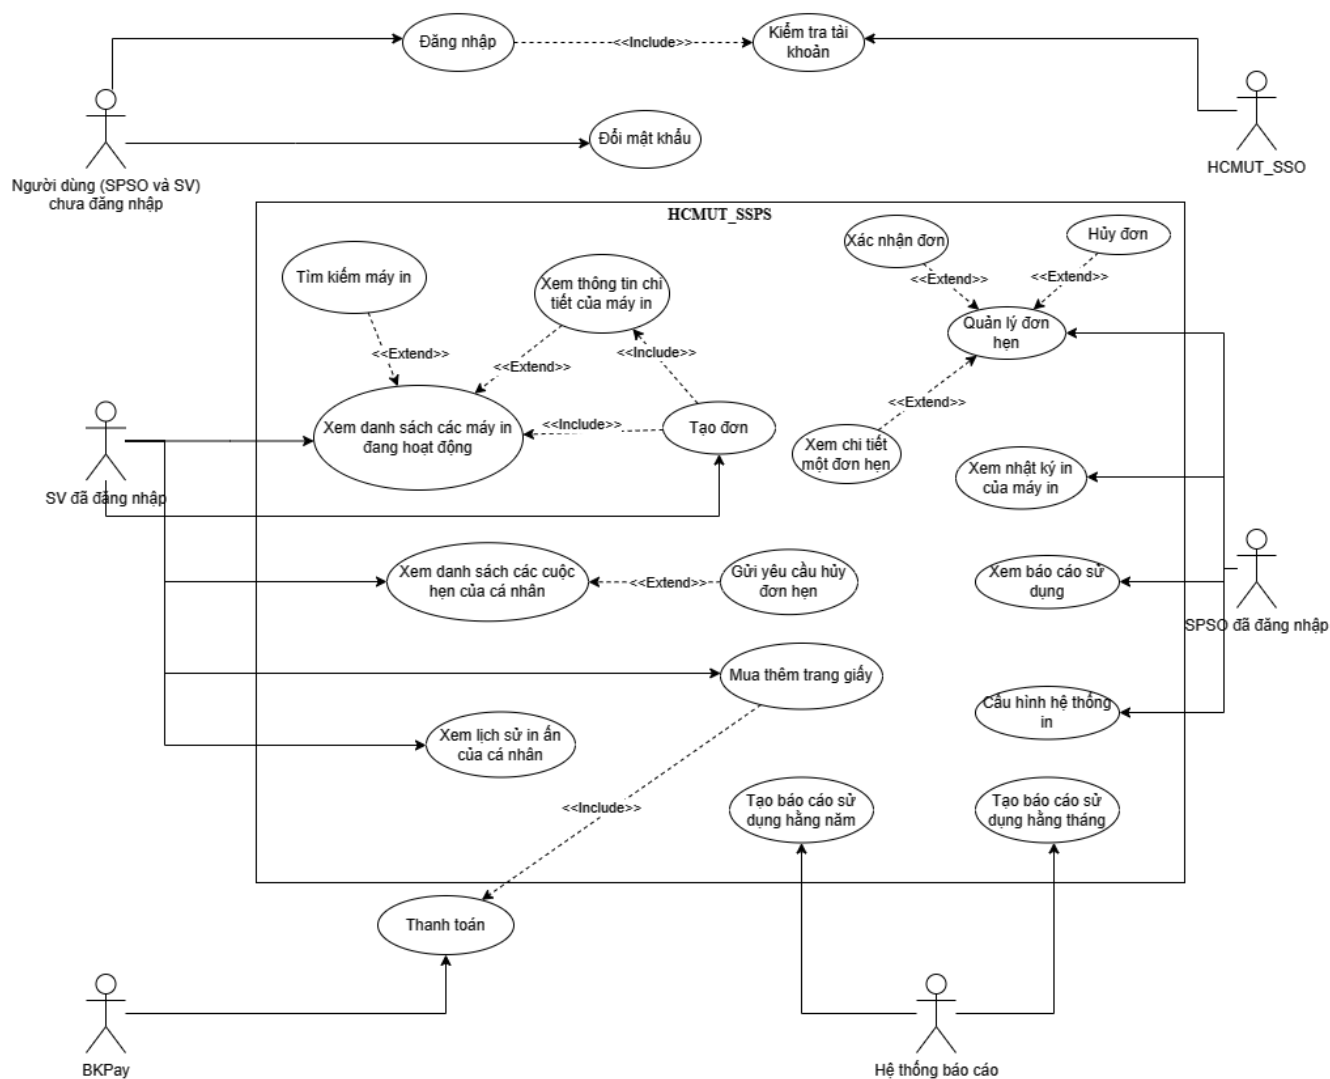 Đăng nhập
<<Include>>
Kiểm tra tài
khoản
Đổi mật khẩu
Người dùng (SPSO và SV)
chưa đăng nhập
HCMUT_SSO
HCMUT_SSPS
Tìm kiếm máy in
Xem thông tin chi
tiết của máy in
Xác nhận đơn
Hủy đơn
<<Extend>>
<<Extend>>
Quản lý đơn
hẹn
<<Extend>>
<<Extend>>
<<Include>>
<<Extend>>
Xem danh sách các máy in
đang hoạt động
<<Include>>
Tạo đơn
Xem chi tiết
một đơn hẹn
Xem nhật ký in
của máy in
SV đã đăng nhập
Xem danh sách các cuộc
hẹn của cá nhân
<<Extend>>
Gửi yêu cầu hủy
đơn hẹn
Xem báo cáo sử
dụng
SPSO đã đăng nhập
Mua thêm trang giấy
Cấu hình hệ thống
in
Xem lịch sử in ấn
của cá nhân
<<Include>>
Tạo báo cáo sử
dụng hằng năm
Tạo báo cáo sử
dụng hằng tháng
Thanh toán
BKPay
Hệ thống báo cáo